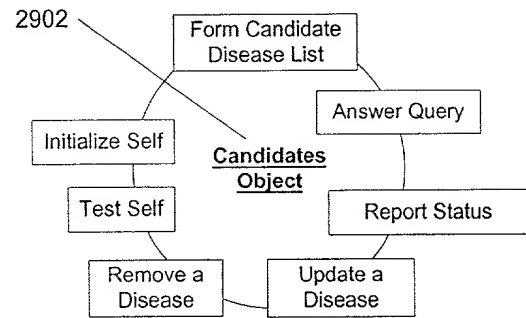 2902
Form Candidate
Disease List
Answer Query
Initialize Self
Candidates
Object
Test Self
Report Status
Remove a
Disease
Update a
Disease